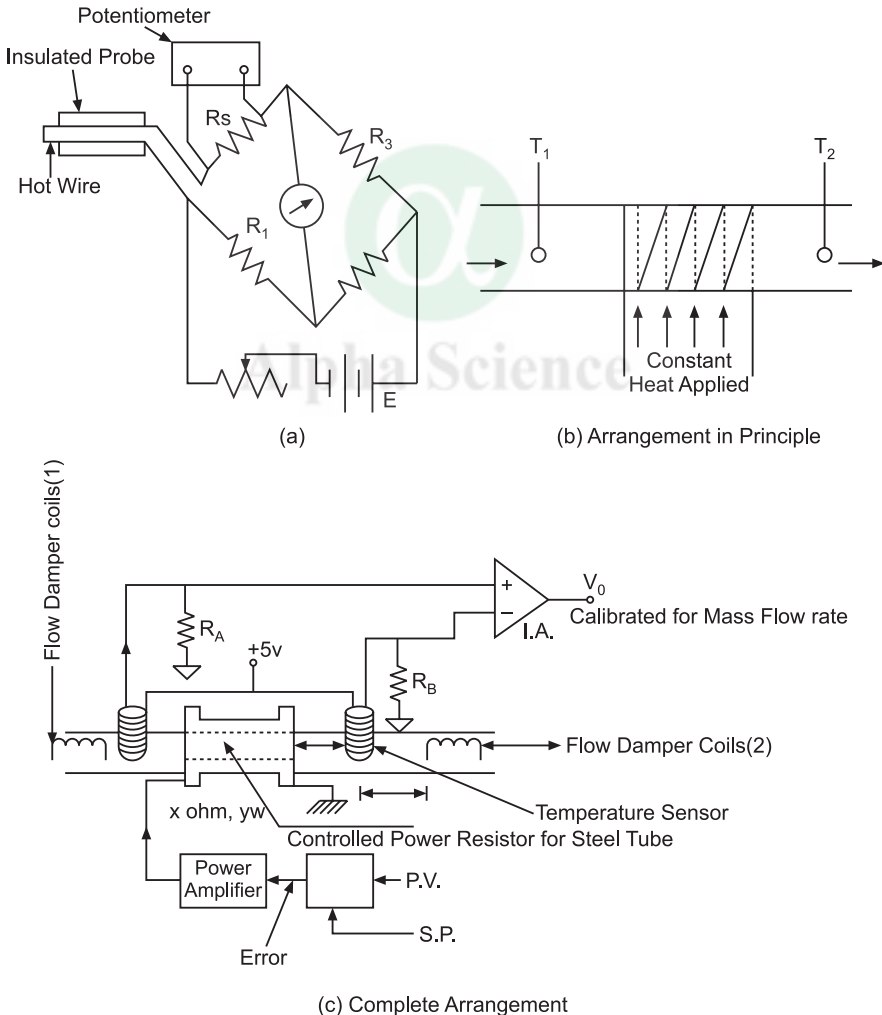 Potentiometer
Insulated Probe
Rs
R3
Hot Wire
R1
E
(a)
T1
T2
Constant
Heat Applied
(b) Arrangement in Principle
α
Alpha Science
Flow Damper coils(1)
RA
+5v
+
−
I.A.
V0
Calibrated for Mass Flow rate
RB
Flow Damper Coils(2)
x ohm, yw
Temperature Sensor
Controlled Power Resistor for Steel Tube
Power
Amplifier
P.V.
S.P.
Error
(c) Complete Arrangement